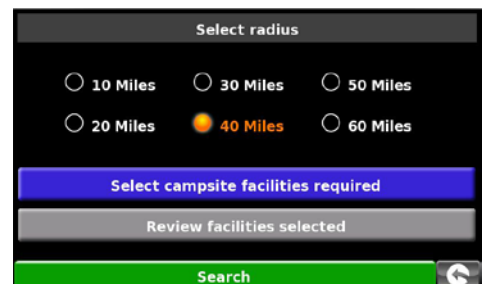 Select radius
10 Miles 30 Miles 50 Miles
20 Miles 40 Miles 60 Miles
Select campsite facilities required
Review facilities selected
Search